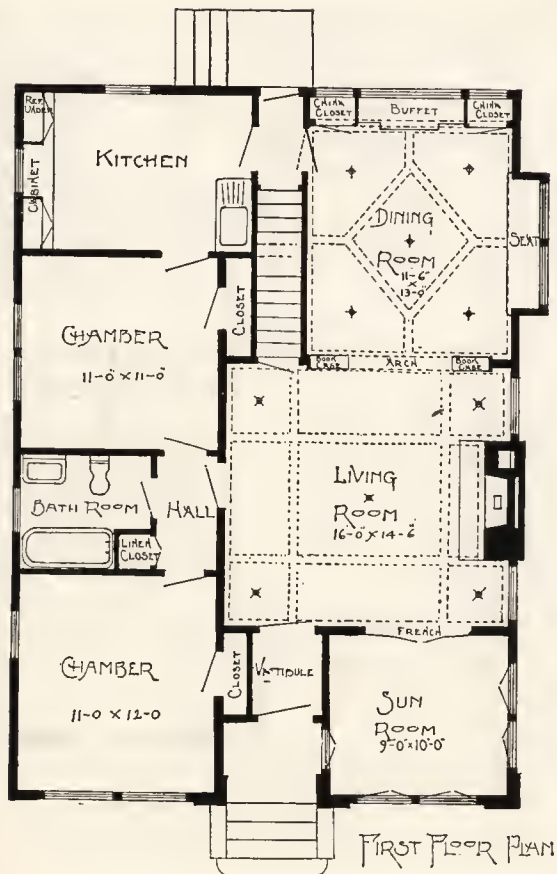 REF.
UNDER
CABINET
KITCHEN
CHINA
CLOSET
BUFFET
CHINA
CLOSET
DINING
ROOM
11-6"
X
13-0"
SEAT
CHAMBER
11-0" X 11-0"
CLOSET
BOOK
CASE
ARCH
BOOK
CASE
BATH ROOM
HALL
LINEN
CLOSET
LIVING
ROOM
16-0" X 14-6"
FRENCH
CHAMBER
11-0 X 12-0
CLOSET
VATIBULE
SUN
ROOM
9-0" X 10-0"
FIRST FLOOR PLAN